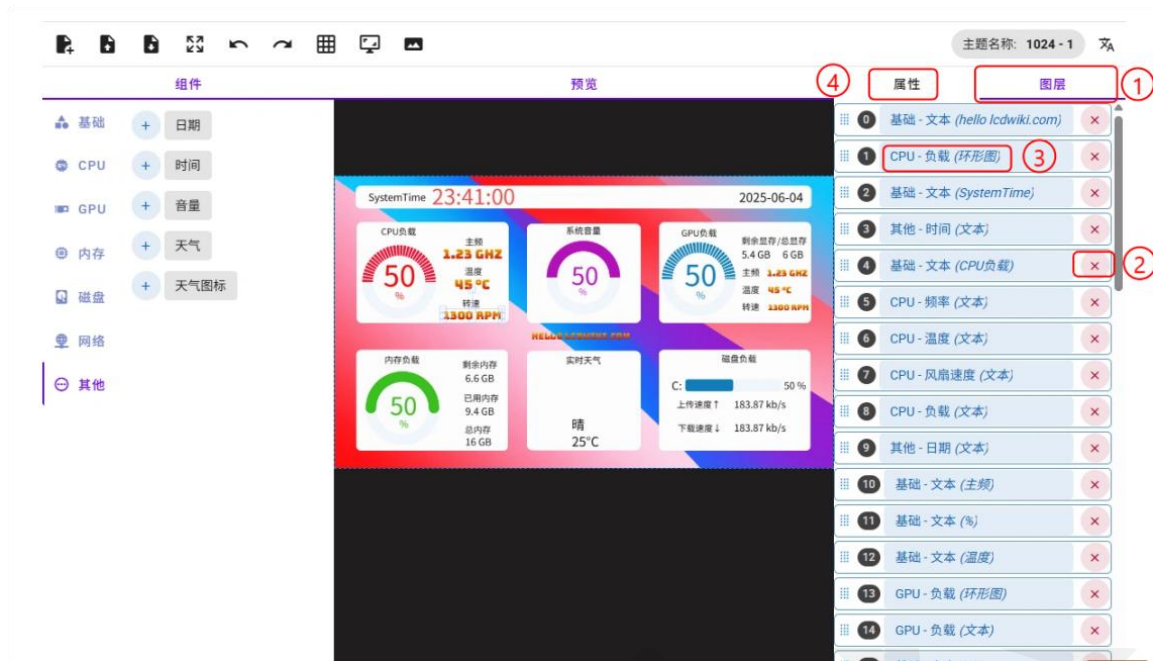 主题名称: 1024 - 1
组件
预览
④ 属性
图层 ①
基础
CPU
GPU
内存
磁盘
网络
其他
+ 日期
+ 时间
+ 音量
+ 天气
+ 天气图标
SystemTime 23:41:00
2025-06-04
CPU负载
50
%
主频
1.23 GHZ
温度
45 °C
转速
1300 RPM
系统音量
50
%
GPU负载
50
%
剩余显存/总显存
5.4 GB 6 GB
主频 1.23 GHZ
温度 45 °C
转速 1300 RPM
HELLO LCDWIKI.COM
内存负载
50
%
剩余内存
6.6 GB
已用内存
9.4 GB
总内存
16 GB
实时天气
晴
25°C
磁盘负载
C: 50 %
上传速度↑ 183.87 kb/s
下载速度↓ 183.87 kb/s
0 基础 - 文本 (hello lcdwiki.com) ×
1 CPU - 负载 (环形图) ③ ×
2 基础 - 文本 (SystemTime) ×
3 其他 - 时间 (文本) ×
4 基础 - 文本 (CPU负载) × ②
5 CPU - 频率 (文本) ×
6 CPU - 温度 (文本) ×
7 CPU - 风扇速度 (文本) ×
8 CPU - 负载 (文本) ×
9 其他 - 日期 (文本) ×
10 基础 - 文本 (主频) ×
11 基础 - 文本 (%) ×
12 基础 - 文本 (温度) ×
13 GPU - 负载 (环形图) ×
14 GPU - 负载 (文本) ×